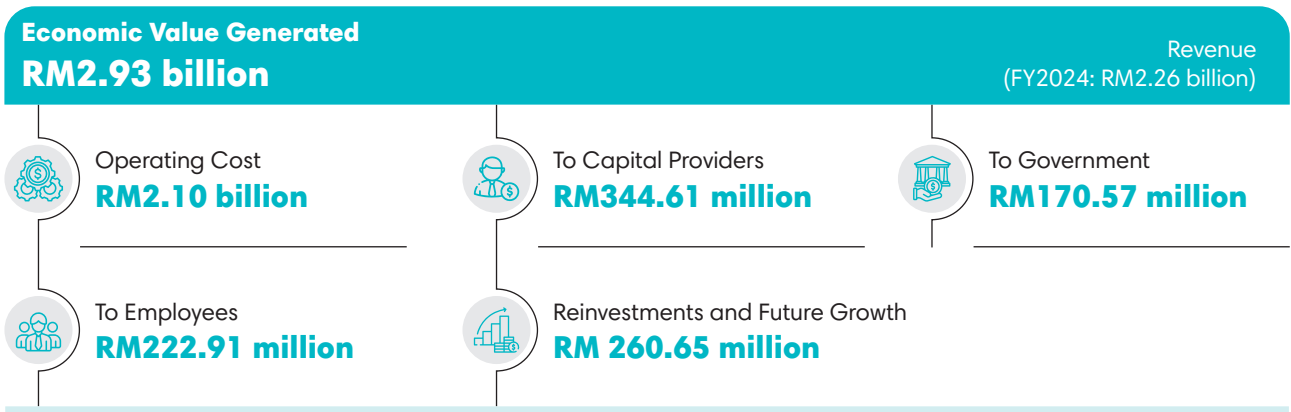 Economic Value Generated
RM2.93 billion
Revenue
(FY2024: RM2.26 billion)
Operating Cost
RM2.10 billion
To Capital Providers
RM344.61 million
To Government
RM170.57 million
To Employees
RM222.91 million
Reinvestments and Future Growth
RM 260.65 million